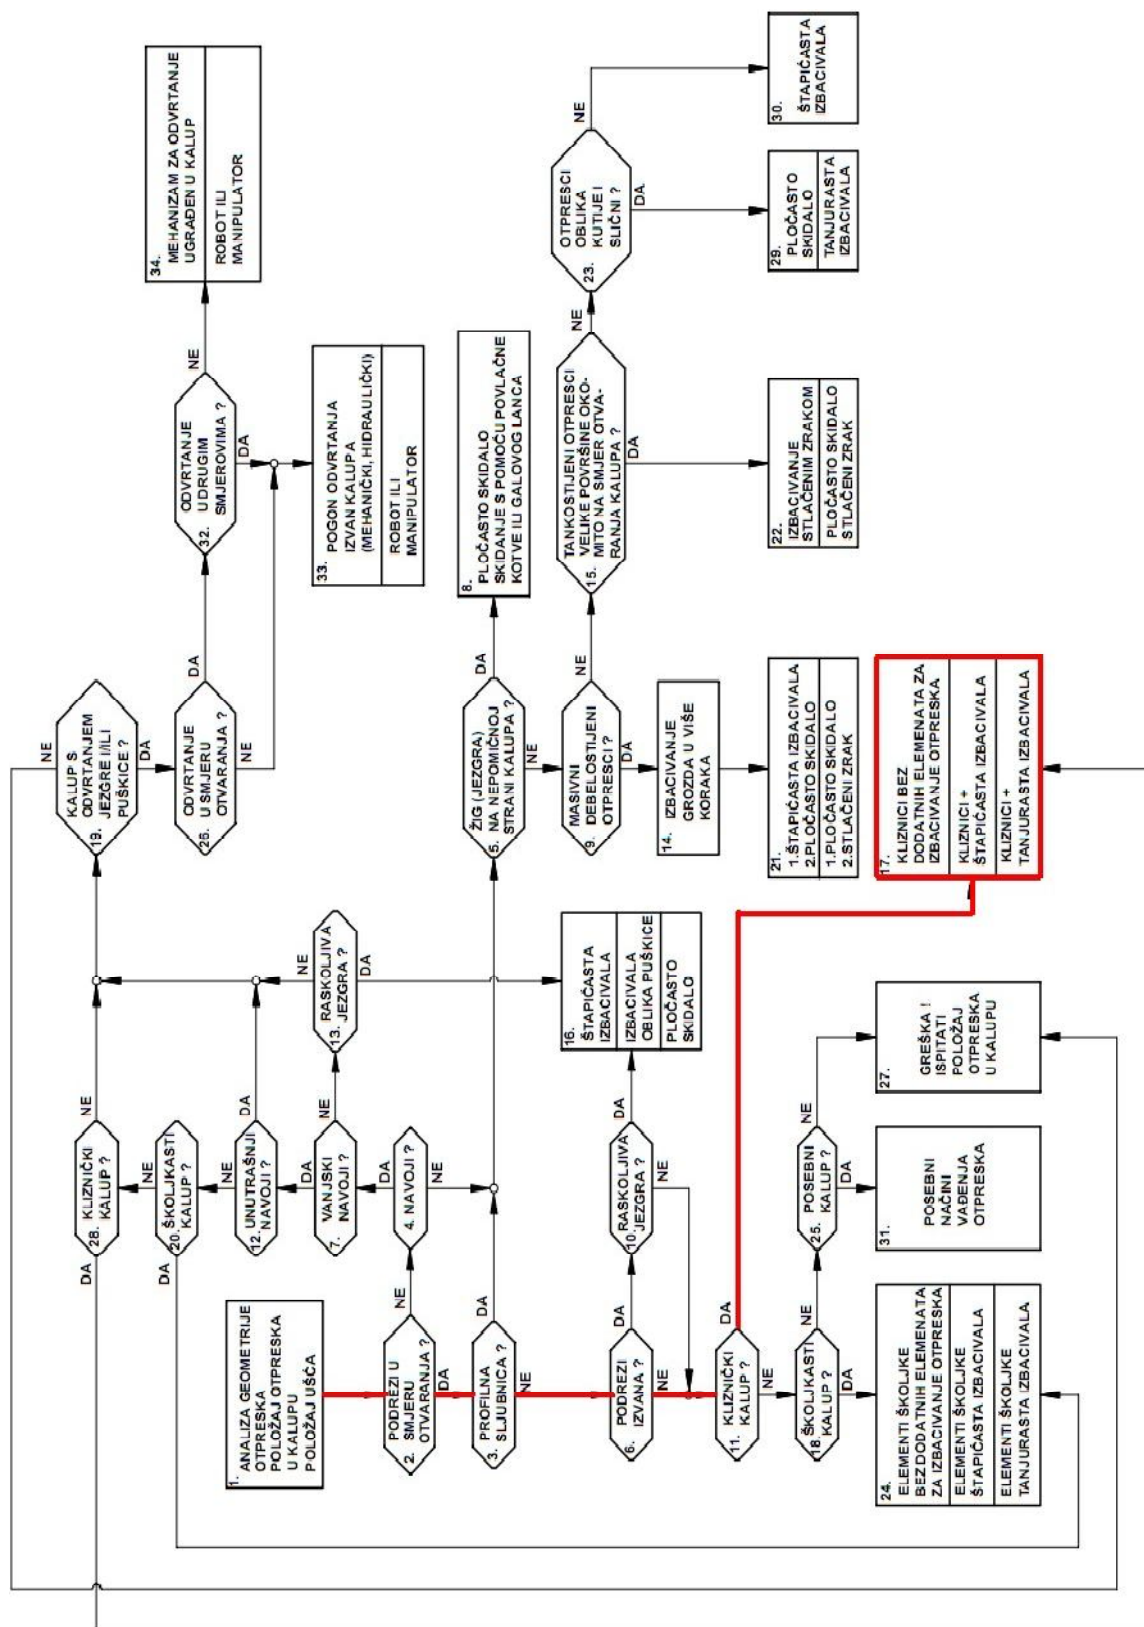 1.
ANALIZA GEOMETRIJE
OTPRESKA
POLOŽAJ OTPRESKA
U KALUPU
POLOŽAJ UŠĆA
2.
PODREZI U
SMJERU
OTVARANJA ?
NE
DA
3.
PROFILNA
SLJUBNICA ?
DA
NE
4. NAVOJI ?
DA
NE
5.
ŽIG (JEZGRA)
NA NEPOMIČNOJ
STRANI KALUPA ?
DA
NE
6.
PODREZI
IZVANA ?
DA
NE
7.
VANJSKI
NAVOJI ?
DA
NE
8.
PLOČASTO SKIDALO
SKIDANJE S POMOĆU POVLAČNE
KOTVE ILI GALOVOG LANCA
9.
MASIVNI
DEBELOSTIJENI
OTPRESCI ?
NE
DA
10.
RASKOLJIVA
JEZGRA ?
DA
NE
11.
KLIZNIČKI
KALUP ?
DA
NE
12.
UNUTRAŠNJI
NAVOJI ?
DA
NE
13.
RASKOLJIVA
JEZGRA ?
NE
DA
14.
IZBACIVANJE
GROZDA U VIŠE
KORAKA
15.
TANKOSTIJENI OTPRESCI
VELIKE POVRŠINE OKO-
MITO NA SMJER OTVA-
RANJA KALUPA ?
NE
DA
16.
ŠTAPIČASTA
IZBACIVALA
IZBACIVALA
OBLIKA PUŠKICE
PLOČASTO
SKIDALO
17.
KLIZNICI BEZ
DODATNIH ELEMENATA ZA
IZBACIVANJE OTPRESKA
KLIZNICI +
ŠTAPIČASTA IZBACIVALA
KLIZNICI +
TANJURASTA IZBACIVALA
18.
ŠKOLJKASTI
KALUP ?
NE
DA
19.
KALUP S
ODVRTANJEM
JEZGRE I/ILI
PUŠKICE ?
NE
DA
20.
ŠKOLJKASTI
KALUP ?
NE
DA
21.
1.ŠTAPIČASTA IZBACIVALA
2.PLOČASTO SKIDALO
1.PLOČASTO SKIDALO
2.STLAČENI ZRAK
22.
IZBACIVANJE
STLAČENIM ZRAKOM
PLOČASTO SKIDALO
STLAČENI ZRAK
23.
OTPRESCI
OBLIKA
KUTIJE I
SLIČNI ?
NE
DA
24.
ELEMENTI ŠKOLJKE
BEZ DODATNIH ELEMENATA
ZA IZBACIVANJE OTPRESKA
ELEMENTI ŠKOLJKE
ŠTAPIČASTA IZBACIVALA
ELEMENTI ŠKOLJKE
TANJURASTA IZBACIVALA
25.
POSEBNI
KALUP ?
NE
DA
26.
ODVRTANJE
U SMJERU
OTVARANJA ?
DA
NE
27.
GREŠKA !
ISPITATI
POLOŽAJ
OTPRESKA
U KALUPU
28.
KLIZNIČKI
KALUP ?
NE
DA
29.
PLOČASTO
SKIDALO
TANJURASTA
IZBACIVALA
30.
ŠTAPIČASTA
IZBACIVALA
31.
POSEBNI
NAČINI
VAĐENJA
OTPRESKA
32.
ODVRTANJE
U DRUGIM
SMJEROVIMA ?
NE
DA
33.
POGON ODVRTANJA
IZVAN KALUPA
(MEHANIČKI, HIDRAULIČKI)
ROBOT ILI
MANIPULATOR
34.
MEHANIZAM ZA ODVRTANJE
UGRAĐEN U KALUP
ROBOT ILI
MANIPULATOR